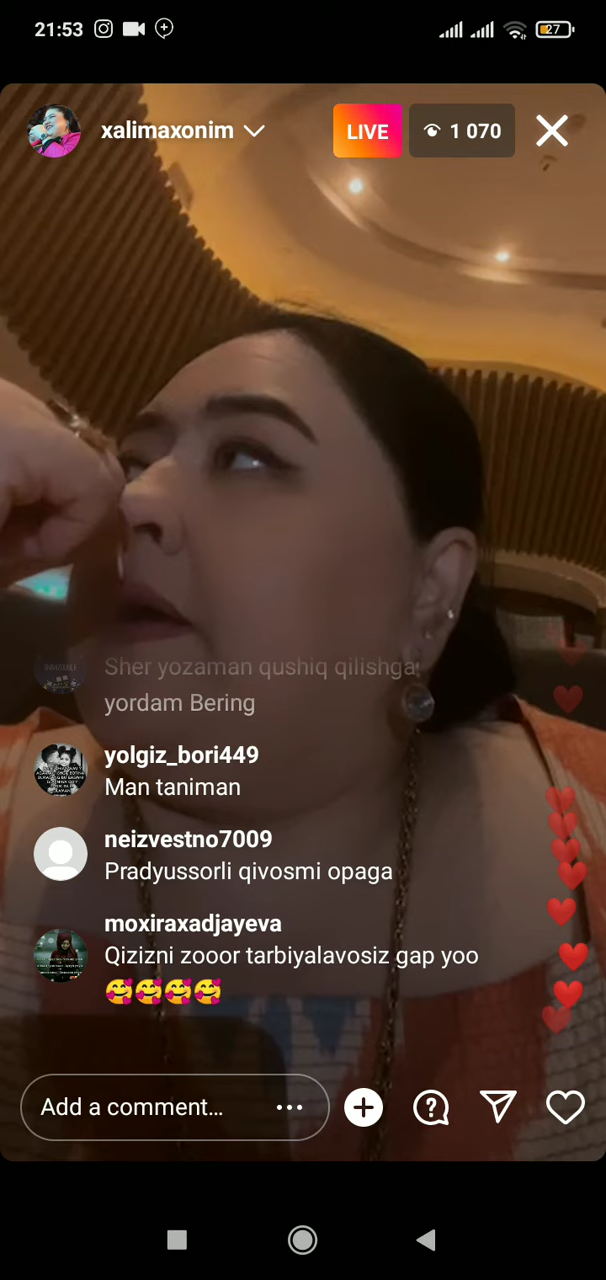 21:53
27
xalimaxonim
LIVE
1 070
Sher yozaman qushiq qilishga
yordam Bering
yolgiz_bori449
Man taniman
neizvestno7009
Pradyussorli qivosmi opaga
moxiraxadjayeva
Qizizni zooor tarbiyalavosiz gap yoo
🥰🥰🥰🥰
Add a comment...